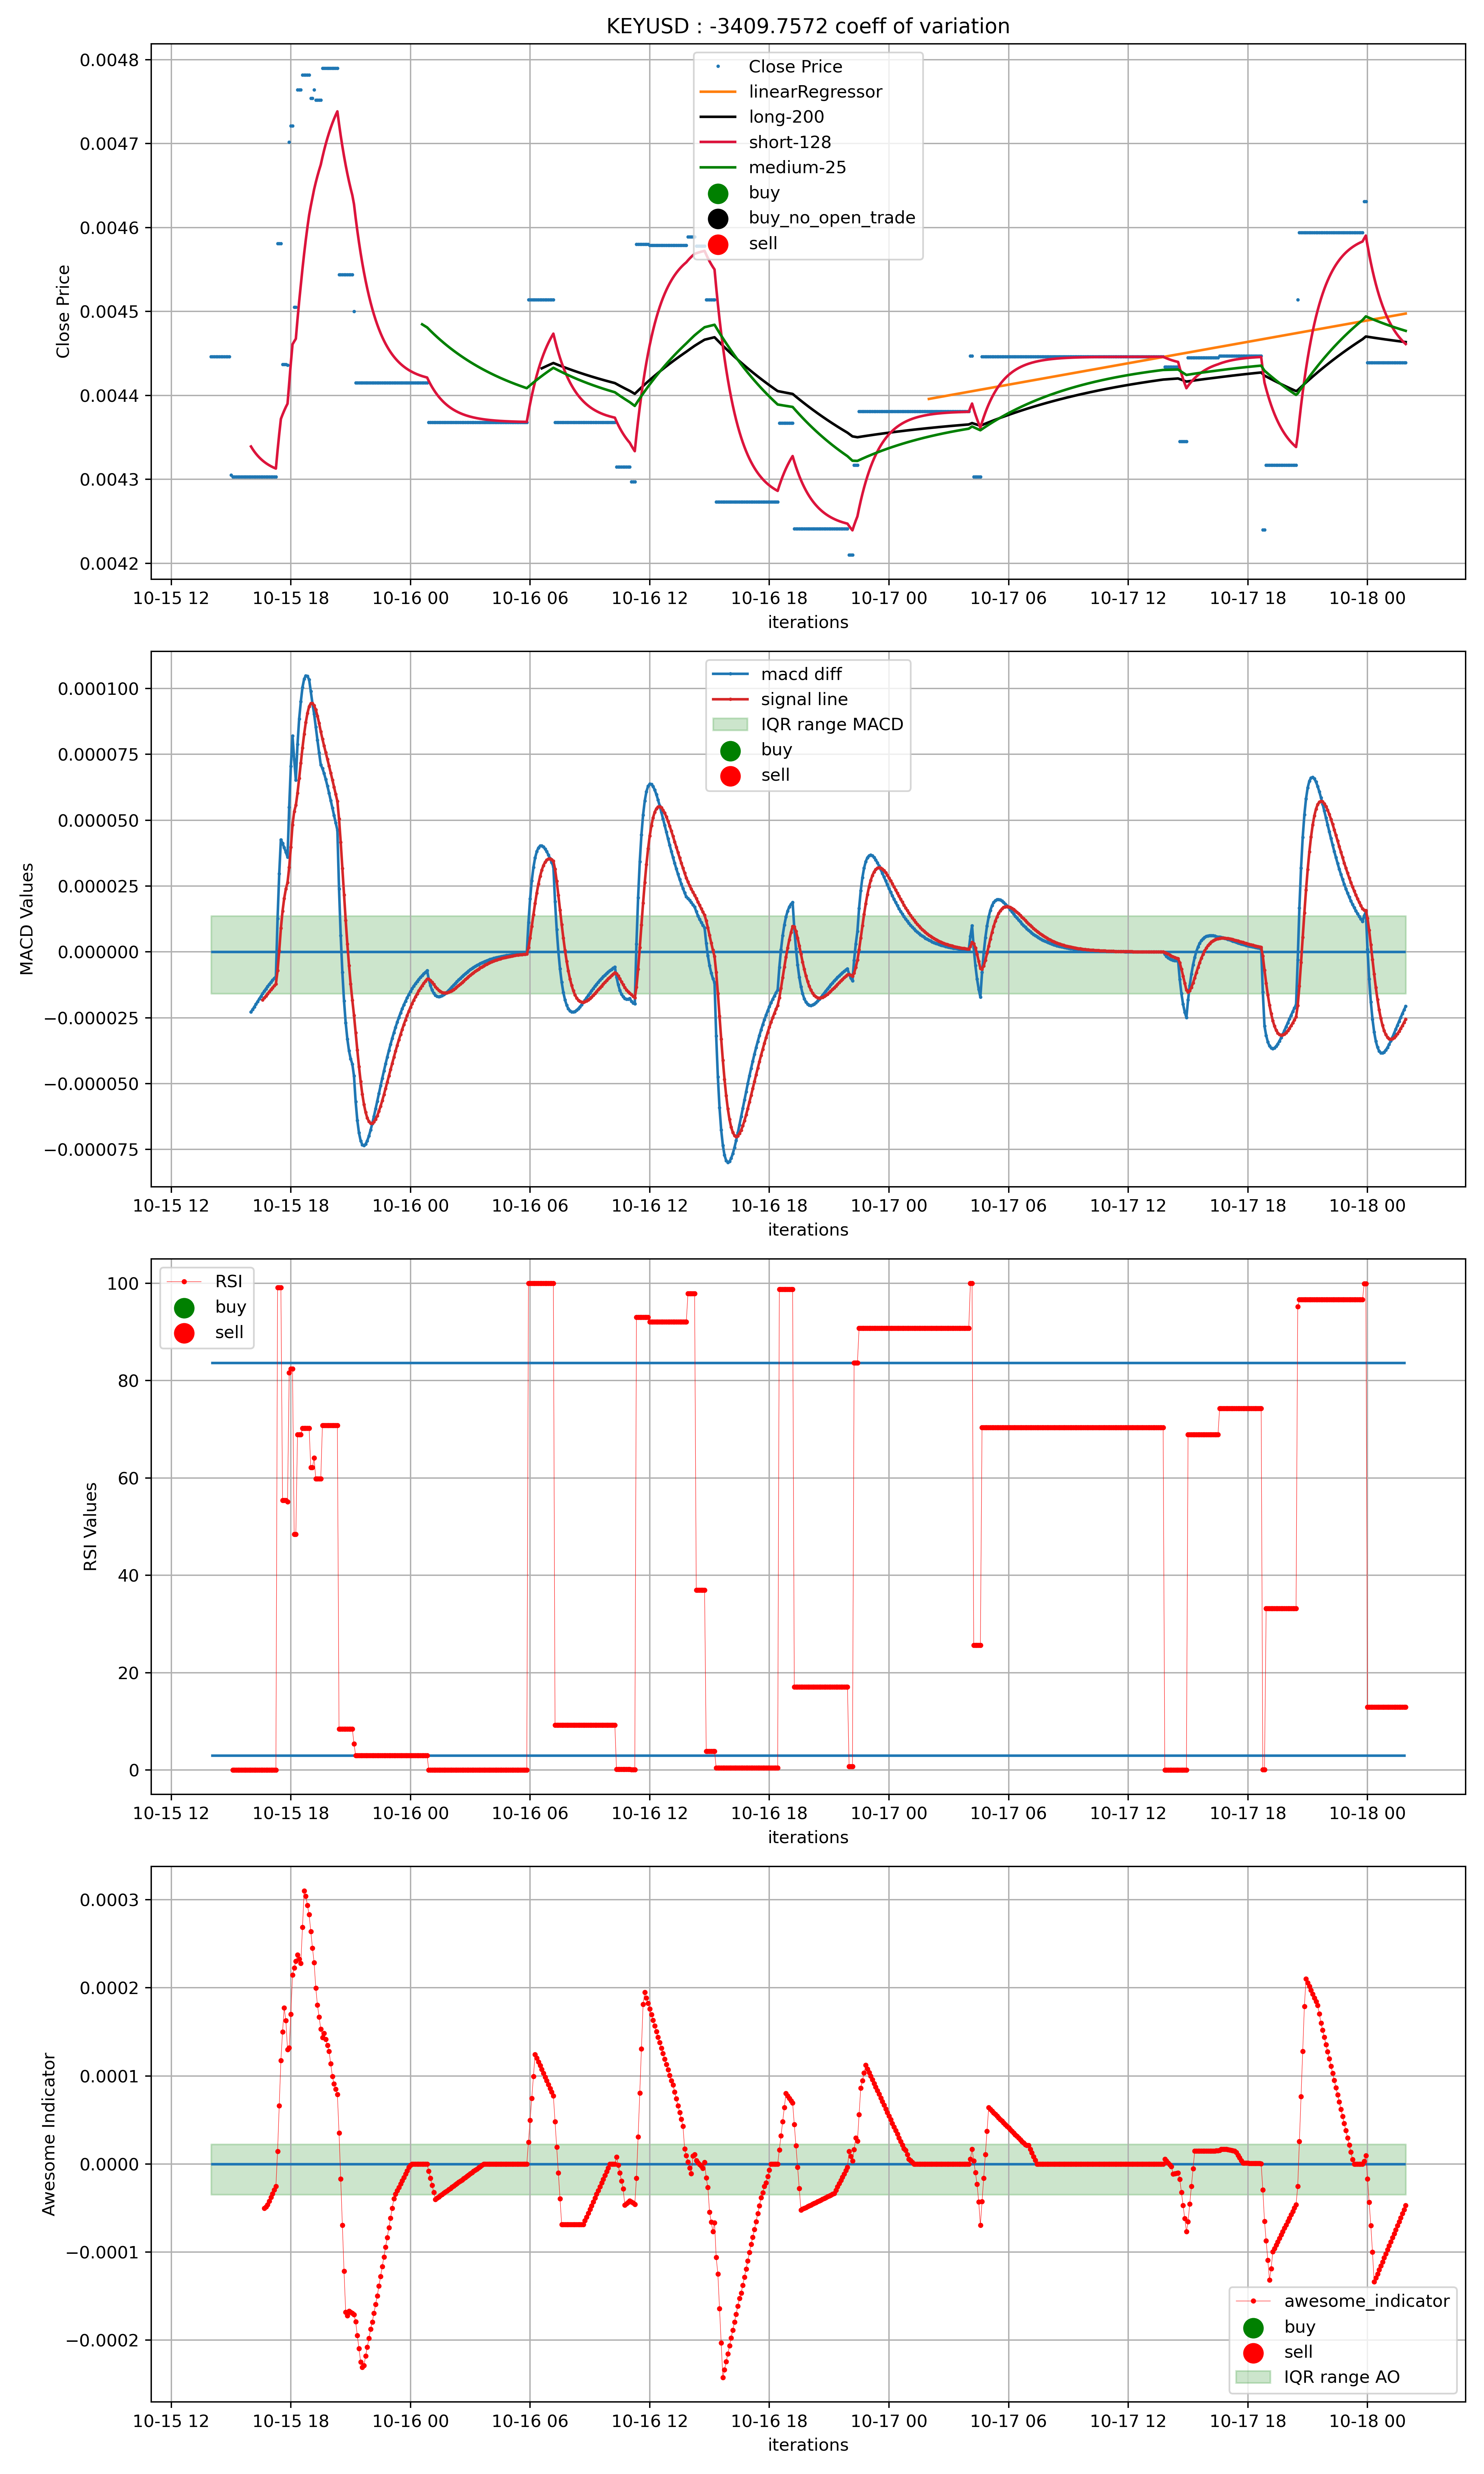 KEYUSD : -3409.7572 coeff of variation
Close Price
0.0048
0.0047
0.0046
0.0045
0.0044
0.0043
0.0042
Close Price
linearRegressor
long-200
short-128
medium-25
buy
buy_no_open_trade
sell
10-15 12
10-15 18
10-16 00
10-16 06
10-16 12
10-16 18
10-17 00
10-17 06
10-17 12
10-17 18
10-18 00
iterations
MACD Values
0.000100
0.000075
0.000050
0.000025
0.000000
−0.000025
−0.000050
−0.000075
macd diff
signal line
IQR range MACD
buy
sell
10-15 12
10-15 18
10-16 00
10-16 06
10-16 12
10-16 18
10-17 00
10-17 06
10-17 12
10-17 18
10-18 00
iterations
RSI Values
100
80
60
40
20
0
RSI
buy
sell
10-15 12
10-15 18
10-16 00
10-16 06
10-16 12
10-16 18
10-17 00
10-17 06
10-17 12
10-17 18
10-18 00
iterations
Awesome Indicator
0.0003
0.0002
0.0001
0.0000
−0.0001
−0.0002
awesome_indicator
buy
sell
IQR range AO
10-15 12
10-15 18
10-16 00
10-16 06
10-16 12
10-16 18
10-17 00
10-17 06
10-17 12
10-17 18
10-18 00
iterations